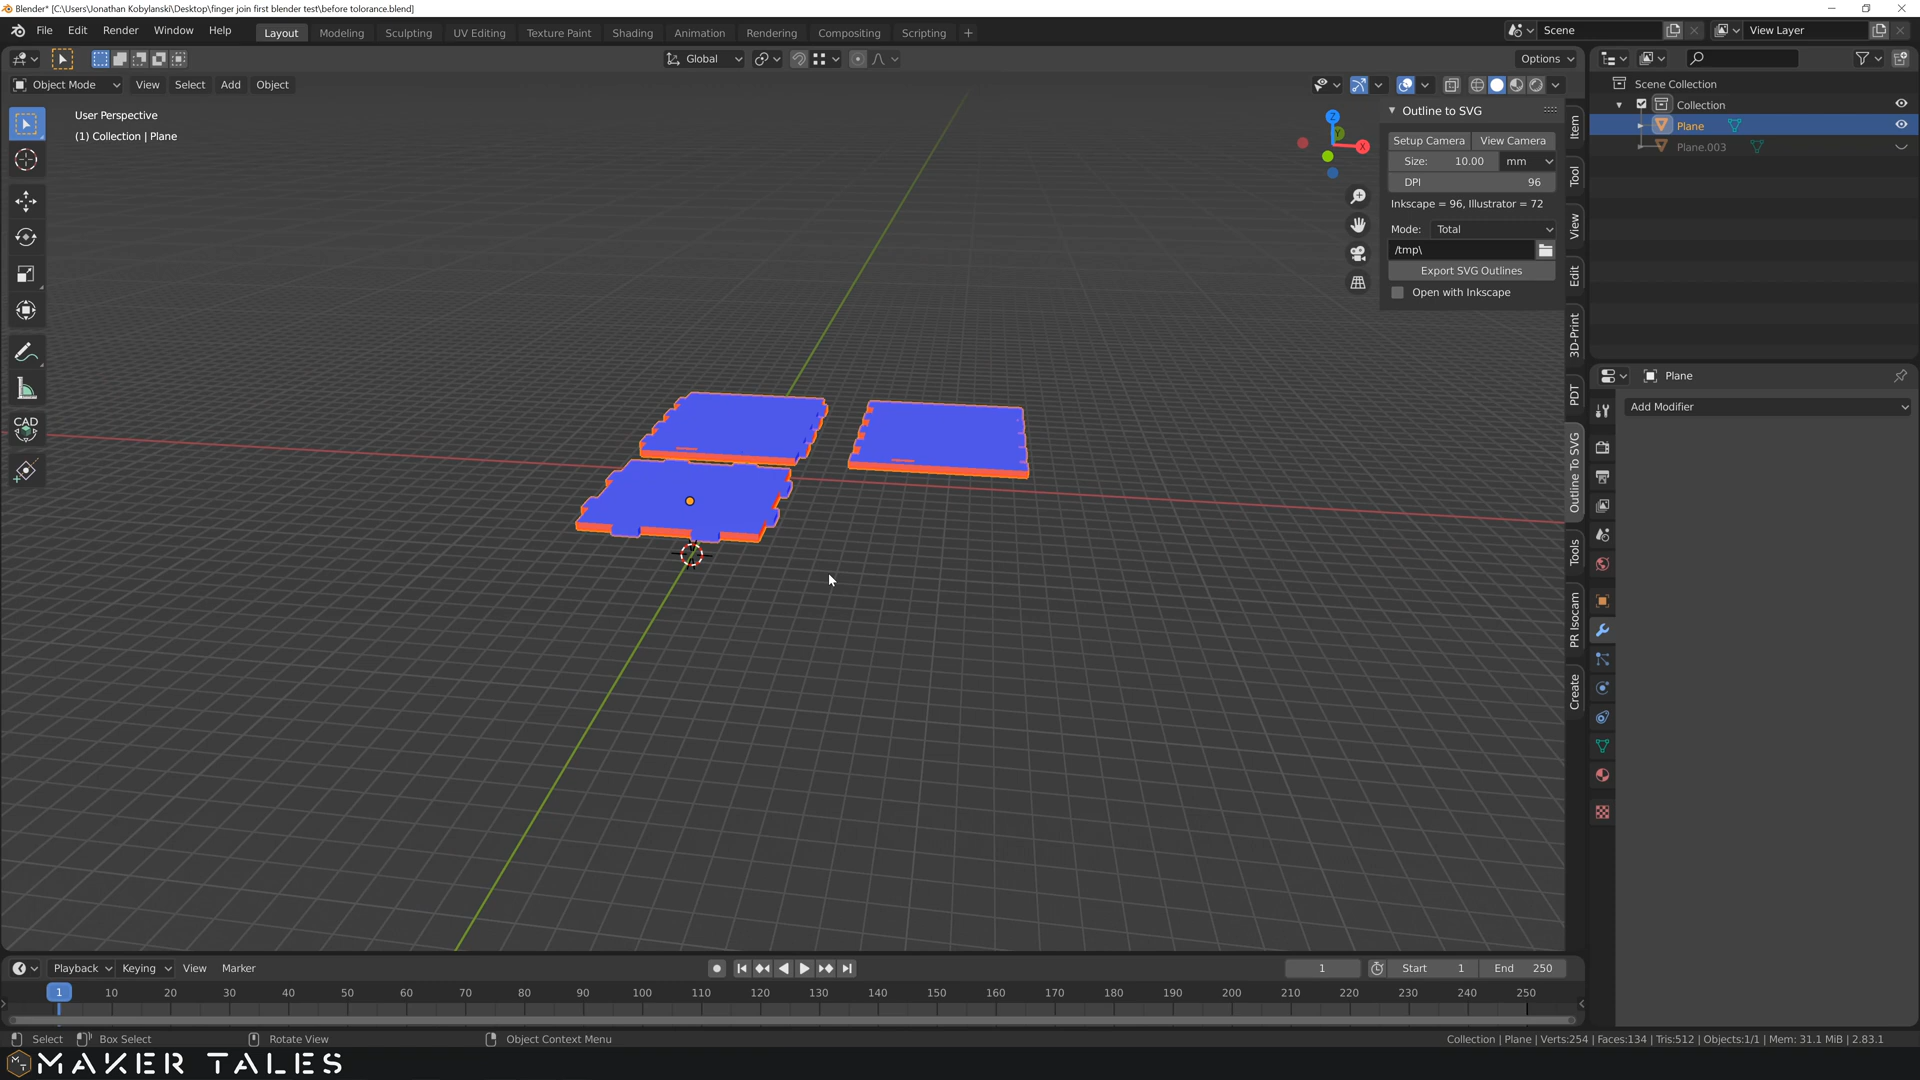 Blender* [C:\Users\Jonathan Kobylanski\Desktop\finger join first blender test\before tolorance.blend]
File Edit Render Window Help
Layout Modeling Sculpting UV Editing Texture Paint Shading Animation Rendering Compositing Scripting +
Scene
View Layer
Global
Options
Object Mode View Select Add Object
User Perspective
(1) Collection | Plane
Outline to SVG
Setup Camera View Camera
Size: 10.00 mm
DPI 96
Inkscape = 96, Illustrator = 72
Mode: Total
/tmp\
Export SVG Outlines
Open with Inkscape
Item
Tool
View
Edit
3D-Print
PDT
Outline To SVG
Tools
PR Isocam
Create
CAD
Z
Y
X
Scene Collection
Collection
Plane
Plane.003
Plane
Add Modifier
Playback Keying View Marker
1 Start 1 End 250
1 10 20 30 40 50 60 70 80 90 100 110 120 130 140 150 160 170 180 190 200 210 220 230 240 250
Select Box Select Rotate View Object Context Menu
Collection | Plane | Verts:254 | Faces:134 | Tris:512 | Objects:1/1 | Mem: 31.1 MiB | 2.83.1
MAKER TALES